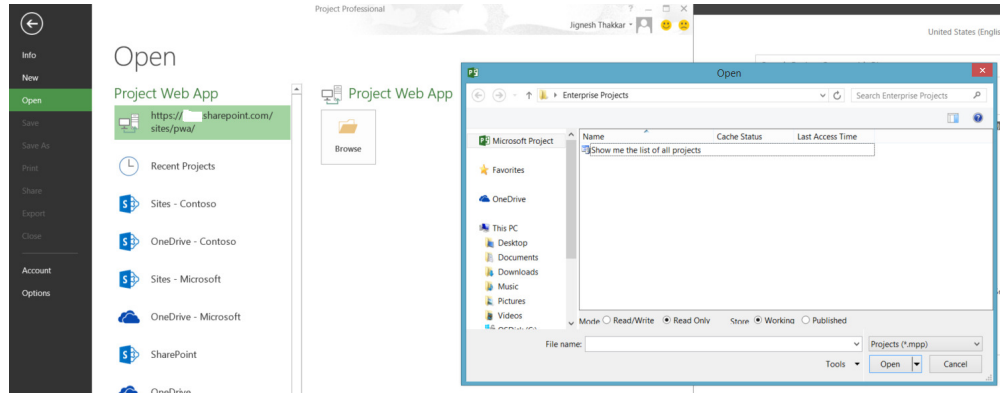 Project Professional
? – □ ×
Jignesh Thakkar
Info
New
Open
Save
Save As
Print
Share
Export
Close
Account
Options
Open
Project Web App
https:// sharepoint.com/
sites/pwa/
Recent Projects
Sites - Contoso
OneDrive - Contoso
Sites - Microsoft
OneDrive - Microsoft
SharePoint
OneDrive
Project Web App
Browse
United States (Englis
Open
Enterprise Projects
Search Enterprise Projects
Microsoft Project
Favorites
OneDrive
This PC
Desktop
Documents
Downloads
Music
Pictures
Videos
OSDisk (C:)
Name Cache Status Last Access Time
Show me the list of all projects
Mode Read/Write Read Only Store Working Published
File name: Projects (*.mpp)
Tools Open Cancel